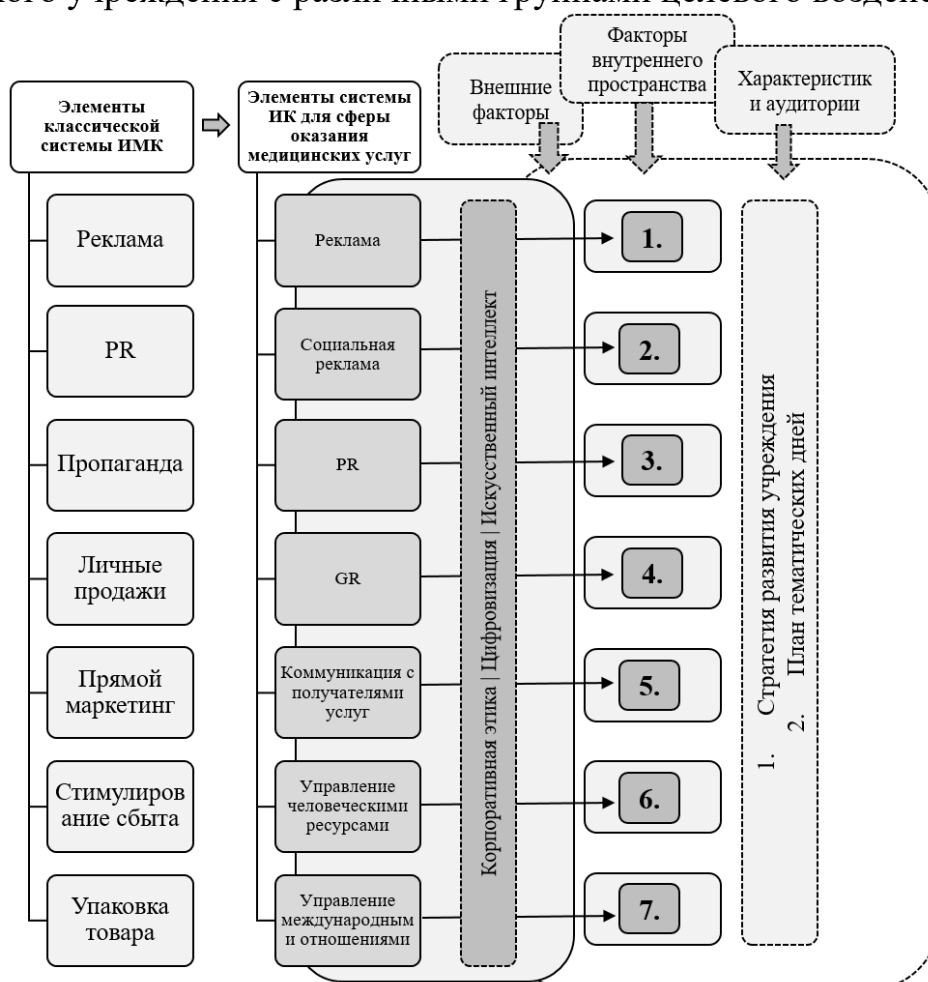 ного учреждения с различными группами целевого воздейс
Факторы
внутреннего
пространства
Внешние
факторы
Характеристик
и аудитории
Элементы
классической
системы ИМК
Элементы системы
ИК для сферы
оказания
медицинских услуг
Реклама
PR
Пропаганда
Личные
продажи
Прямой
маркетинг
Стимулиров
ание сбыта
Упаковка
товара
Реклама
Социальная
реклама
PR
GR
Коммуникация с
получателями
услуг
Управление
человеческими
ресурсами
Управление
международным
и отношениями
Корпоративная этика | Цифровизация | Искусственный интеллект
1.
2.
3.
4.
5.
6.
7.
1. Стратегия развития учреждения
2. План тематических дней